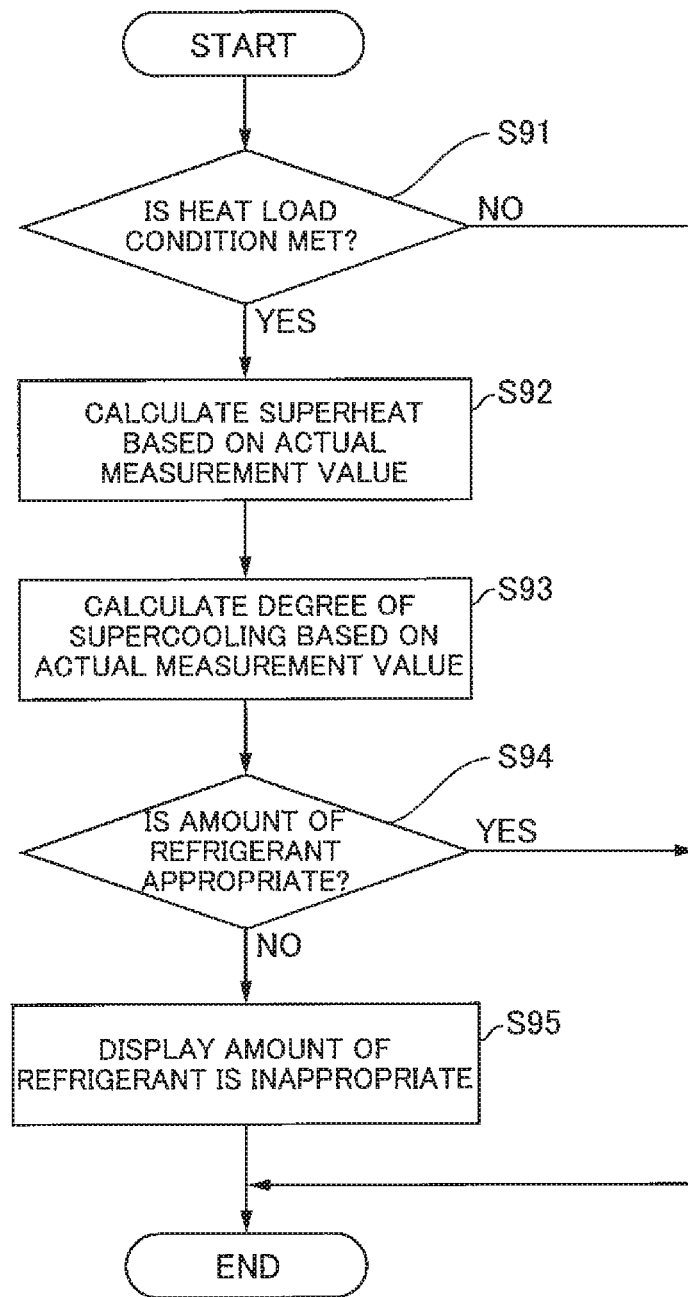 START
S91
IS HEAT LOAD
CONDITION MET?
NO
YES
S92
CALCULATE SUPERHEAT
BASED ON ACTUAL
MEASUREMENT VALUE
S93
CALCULATE DEGREE OF
SUPERCOOLING BASED ON
ACTUAL MEASUREMENT VALUE
S94
IS AMOUNT OF
REFRIGERANT
APPROPRIATE?
YES
NO
S95
DISPLAY AMOUNT OF
REFRIGERANT IS INAPPROPRIATE
END